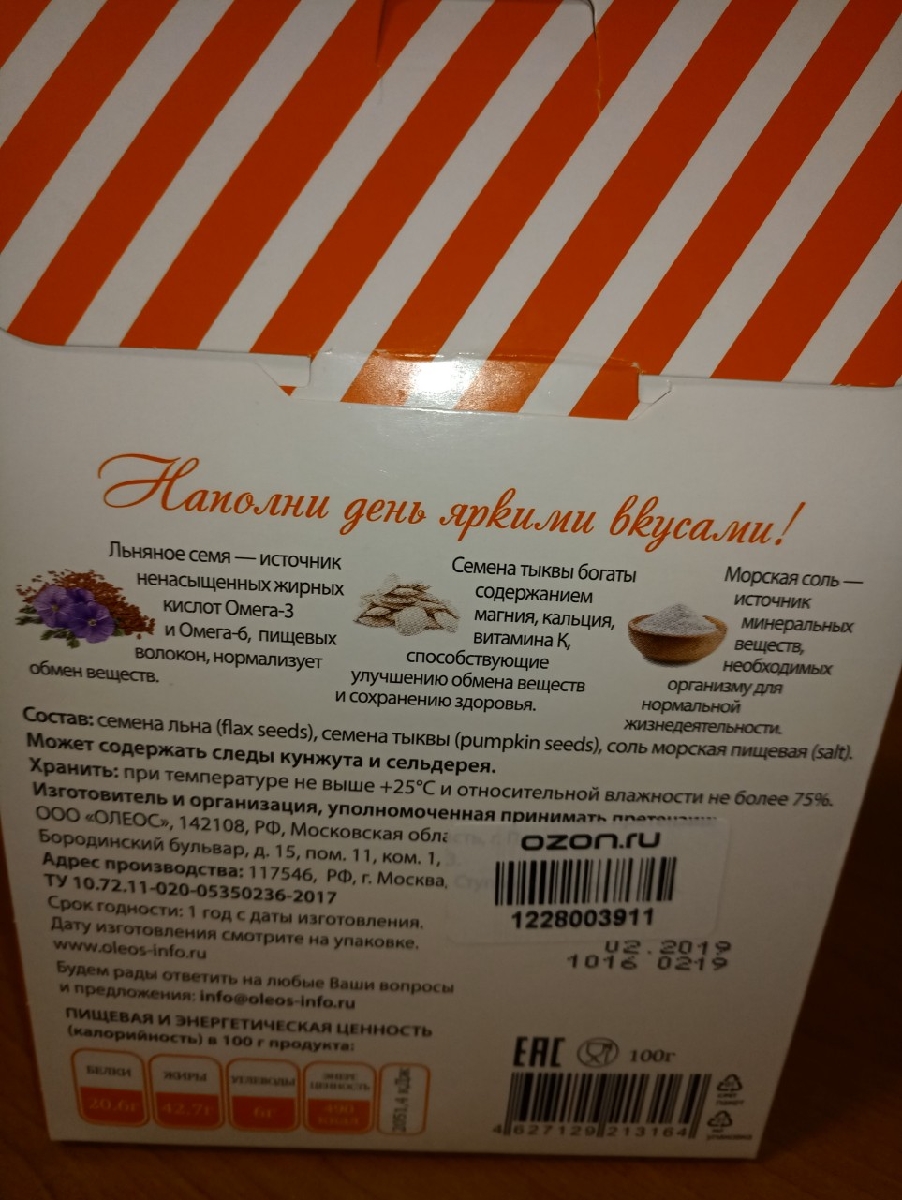 Наполни день яркими вкусами!
Льняное семя — источник
ненасыщенных жирных
кислот Омега-3
и Омега-6, пищевых
волокон, нормализует
обмен веществ.
Семена тыквы богаты
содержанием
магния, кальция,
витамина К,
способствующие
улучшению обмена веществ
и сохранению здоровья.
Морская соль —
источник
минеральных
веществ,
необходимых
организму для
нормальной
жизнедеятельности.
Состав: семена льна (flax seeds), семена тыквы (pumpkin seeds), соль морская пищевая (salt).
Может содержать следы кунжута и сельдерея.
Хранить: при температуре не выше +25°С и относительной влажности не более 75%.
Изготовитель и организация, уполномоченная принимать претензии:
ООО «ОЛЕОС», 142108, РФ, Московская
Бородинский бульвар, д. 15, пом. 11, ком. 1,
Адрес производства: 117546, РФ, г. Москва,
ТУ 10.72.11-020-05350236-2017
Срок годности: 1 год с даты изготовления.
Дату изготовления смотрите на упаковке.
www.oleos-info.ru
Будем рады ответить на любые Ваши вопросы
и предложения: info@oleos-info.ru
ПИЩЕВАЯ И ЭНЕРГЕТИЧЕСКАЯ ЦЕННОСТЬ
(калорийность) в 100 г продукта:
БЕЛКИ
20,6г
ЖИРЫ
42,7г
УГЛЕВОДЫ
6г
ЭНЕРГ.
ЦЕННОСТЬ
490
ккал
2051,4 кДж
ozon.ru
1228003911
02.2019
1016 0219
EAC
100г
4 627129 213164